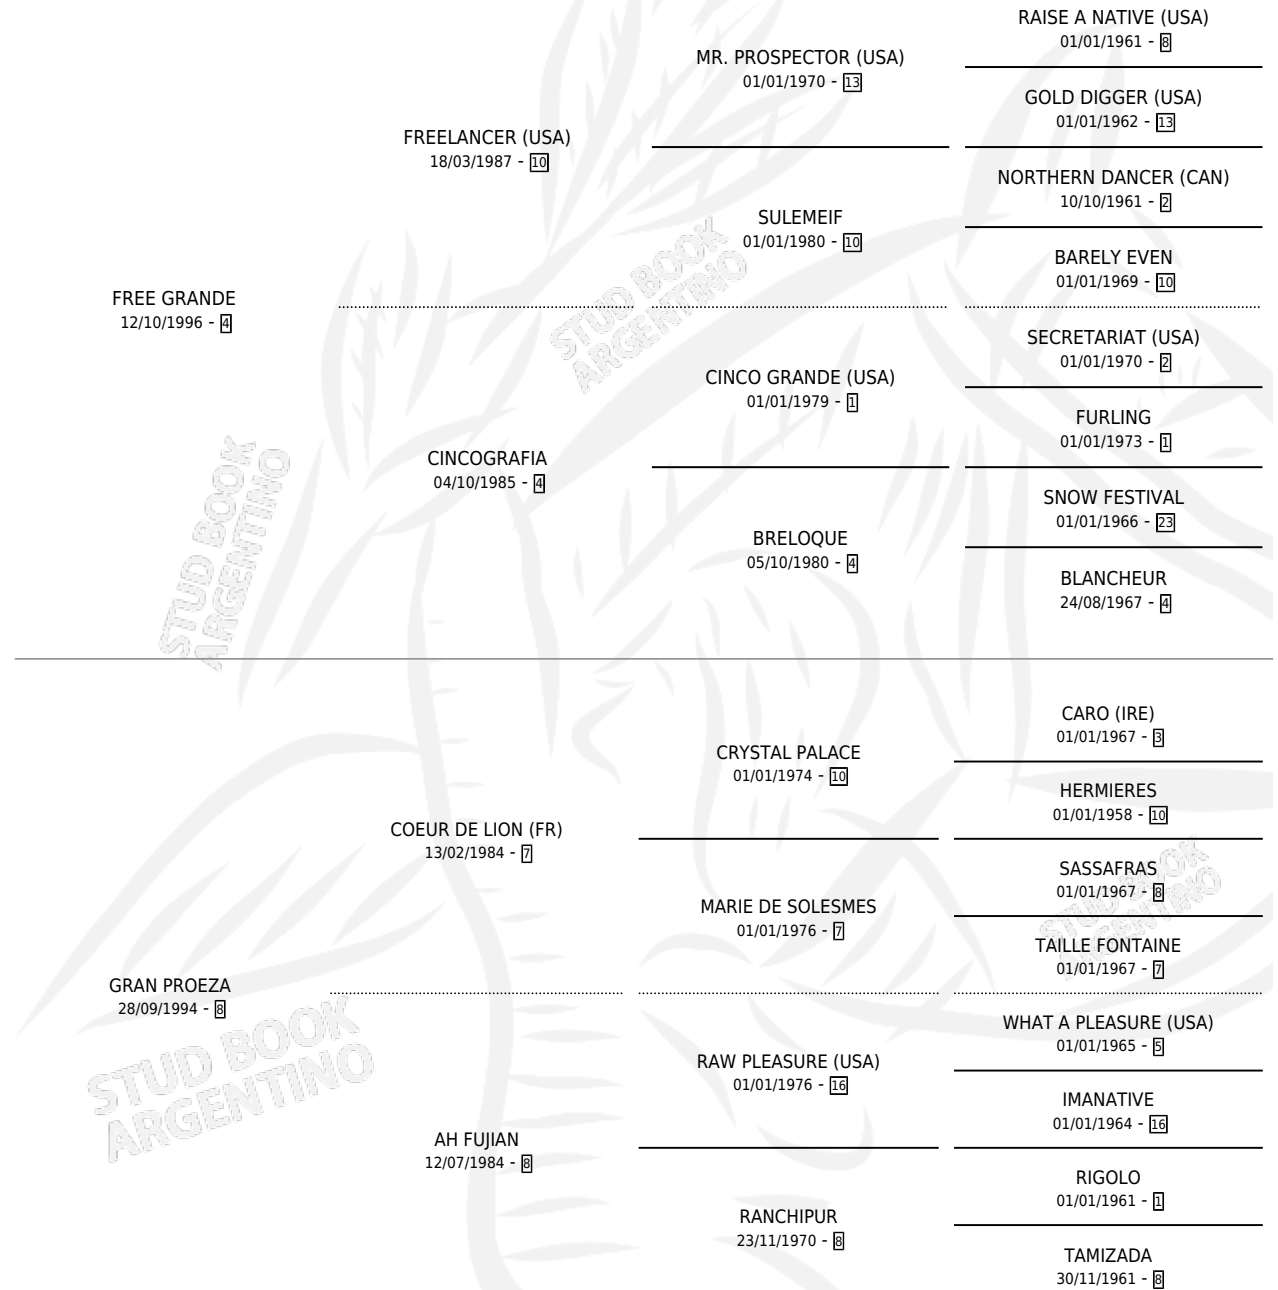 RAISE A NATIVE (USA)
01/01/1961 - 8
MR. PROSPECTOR (USA)
01/01/1970 - 13
GOLD DIGGER (USA)
01/01/1962 - 13
FREELANCER (USA)
18/03/1987 - 10
NORTHERN DANCER (CAN)
10/10/1961 - 2
SULEMEIF
01/01/1980 - 10
BARELY EVEN
01/01/1969 - 10
FREE GRANDE
12/10/1996 - 4
STUD BOOK
ARGENTINO
SECRETARIAT (USA)
01/01/1970 - 2
CINCO GRANDE (USA)
01/01/1979 - 1
FURLING
01/01/1973 - 1
CINCOGRAFIA
04/10/1985 - 4
SNOW FESTIVAL
01/01/1966 - 23
BRELOQUE
05/10/1980 - 4
BLANCHEUR
24/08/1967 - 4
STUD BOOK
ARGENTINO
CARO (IRE)
01/01/1967 - 3
CRYSTAL PALACE
01/01/1974 - 10
HERMIERES
01/01/1958 - 10
COEUR DE LION (FR)
13/02/1984 - 7
SASSAFRAS
01/01/1967 - 8
MARIE DE SOLESMES
01/01/1976 - 7
STUD BOOK
ARGENTINO
TAILLE FONTAINE
01/01/1967 - 7
GRAN PROEZA
28/09/1994 - 8
STUD BOOK
ARGENTINO
WHAT A PLEASURE (USA)
01/01/1965 - 5
RAW PLEASURE (USA)
01/01/1976 - 16
IMANATIVE
01/01/1964 - 16
AH FUJIAN
12/07/1984 - 8
RIGOLO
01/01/1961 - 1
RANCHIPUR
23/11/1970 - 8
TAMIZADA
30/11/1961 - 8